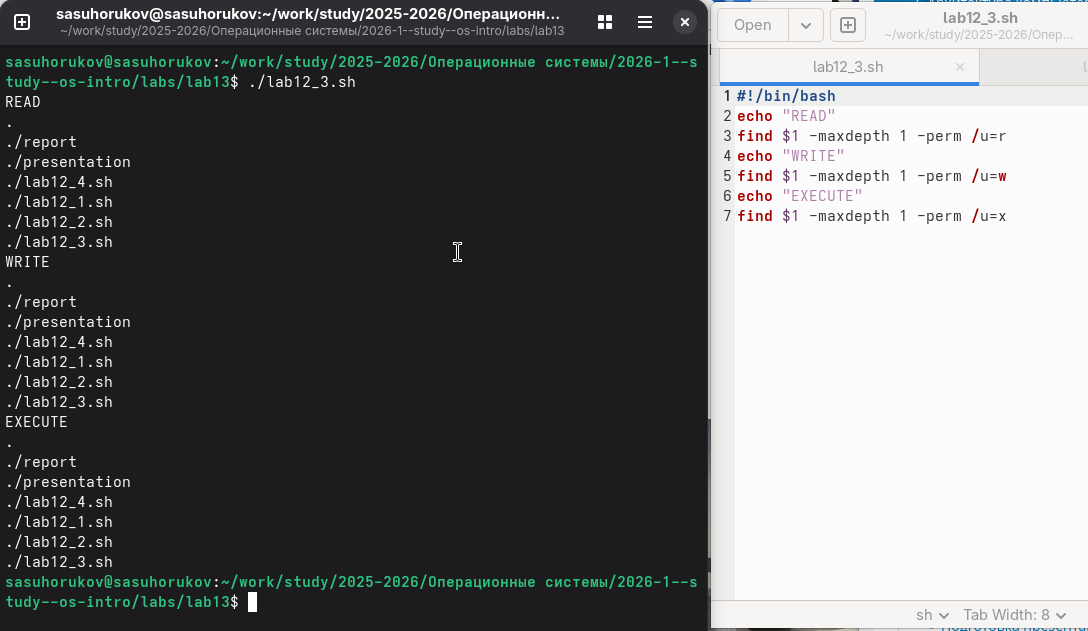 sasuhorukov@sasuhorukov:~/work/study/2025-2026/Операционн...
~/work/study/2025-2026/Операционные системы/2026-1--study--os-intro/labs/lab13
sasuhorukov@sasuhorukov:~/work/study/2025-2026/Операционные системы/2026-1--s
tudy--os-intro/labs/lab13$ ./lab12_3.sh
READ
.
./report
./presentation
./lab12_4.sh
./lab12_1.sh
./lab12_2.sh
./lab12_3.sh
WRITE
.
./report
./presentation
./lab12_4.sh
./lab12_1.sh
./lab12_2.sh
./lab12_3.sh
EXECUTE
.
./report
./presentation
./lab12_4.sh
./lab12_1.sh
./lab12_2.sh
./lab12_3.sh
sasuhorukov@sasuhorukov:~/work/study/2025-2026/Операционные системы/2026-1--s
tudy--os-intro/labs/lab13$
Open
lab12_3.sh
~/work/study/2025-2026/Опер...
lab12_3.sh
1 #!/bin/bash
2 echo "READ"
3 find $1 -maxdepth 1 -perm /u=r
4 echo "WRITE"
5 find $1 -maxdepth 1 -perm /u=w
6 echo "EXECUTE"
7 find $1 -maxdepth 1 -perm /u=x
sh Tab Width: 8